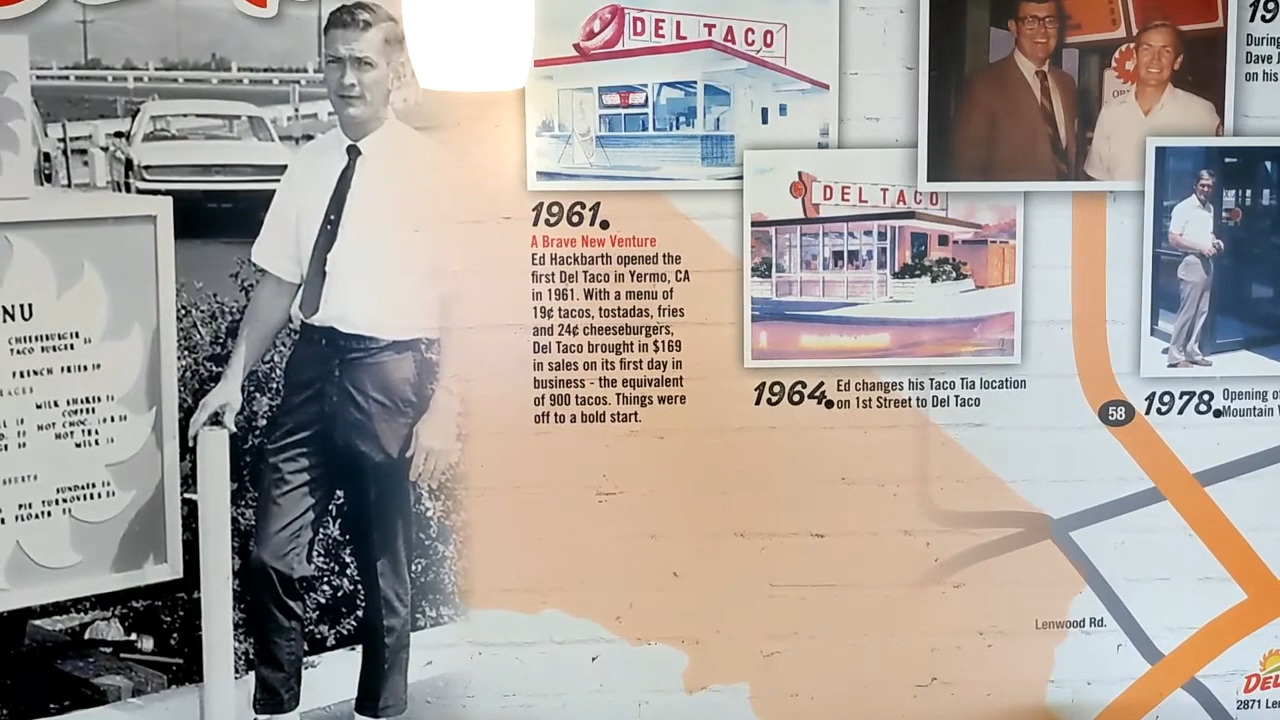 NU
CHEESEBURGER
TACO BURGER
FRENCH FRIES
MILK SHAKES
COFFEE
HOT CHOC.
HOT TEA
MILK
SUNDAES
PIE TURNOVERS
FLOATS
DEL TACO
1961.
A Brave New Venture
Ed Hackbarth opened the
first Del Taco in Yermo, CA
in 1961. With a menu of
19¢ tacos, tostadas, fries
and 24¢ cheeseburgers,
Del Taco brought in $169
in sales on its first day in
business - the equivalent
of 900 tacos. Things were
off to a bold start.
DEL TACO
1964. Ed changes his Taco Tia location
on 1st Street to Del Taco
19
During
Dave J
on his
58
1978. Opening o
Mountain
Lenwood Rd.
DEL
2871 Le